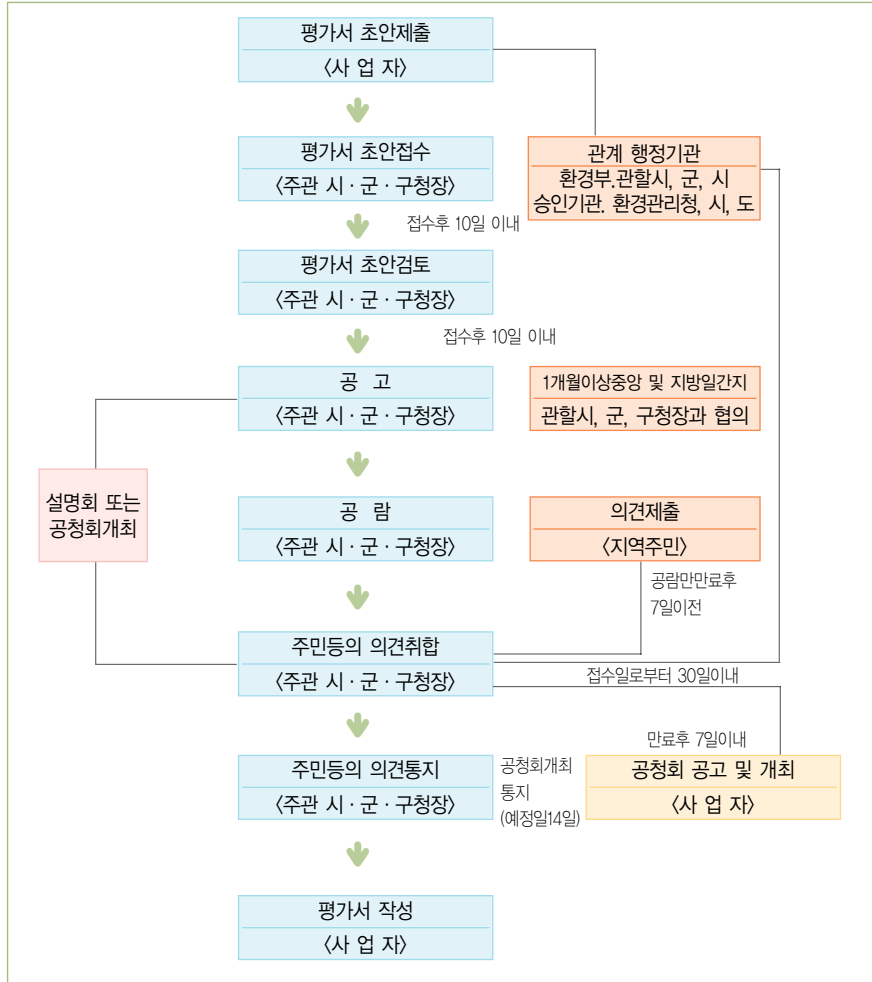 평가서 초안제출
〈사 업 자〉
평가서 초안접수
〈주관 시·군·구청장〉
관계 행정기관
환경부.관할시, 군, 시
승인기관. 환경관리청, 시, 도
접수후 10일 이내
평가서 초안검토
〈주관 시·군·구청장〉
접수후 10일 이내
공 고
〈주관 시·군·구청장〉
1개월이상중앙 및 지방일간지
관할시, 군, 구청장과 협의
설명회 또는
공청회개최
공 람
〈주관 시·군·구청장〉
의견제출
〈지역주민〉
공람만만료후
7일이전
주민등의 의견취합
〈주관 시·군·구청장〉
접수일로부터 30일이내
만료후 7일이내
주민등의 의견통지
〈주관 시·군·구청장〉
공청회개최
통지
(예정일14일)
공청회 공고 및 개최
〈사 업 자〉
평가서 작성
〈사 업 자〉